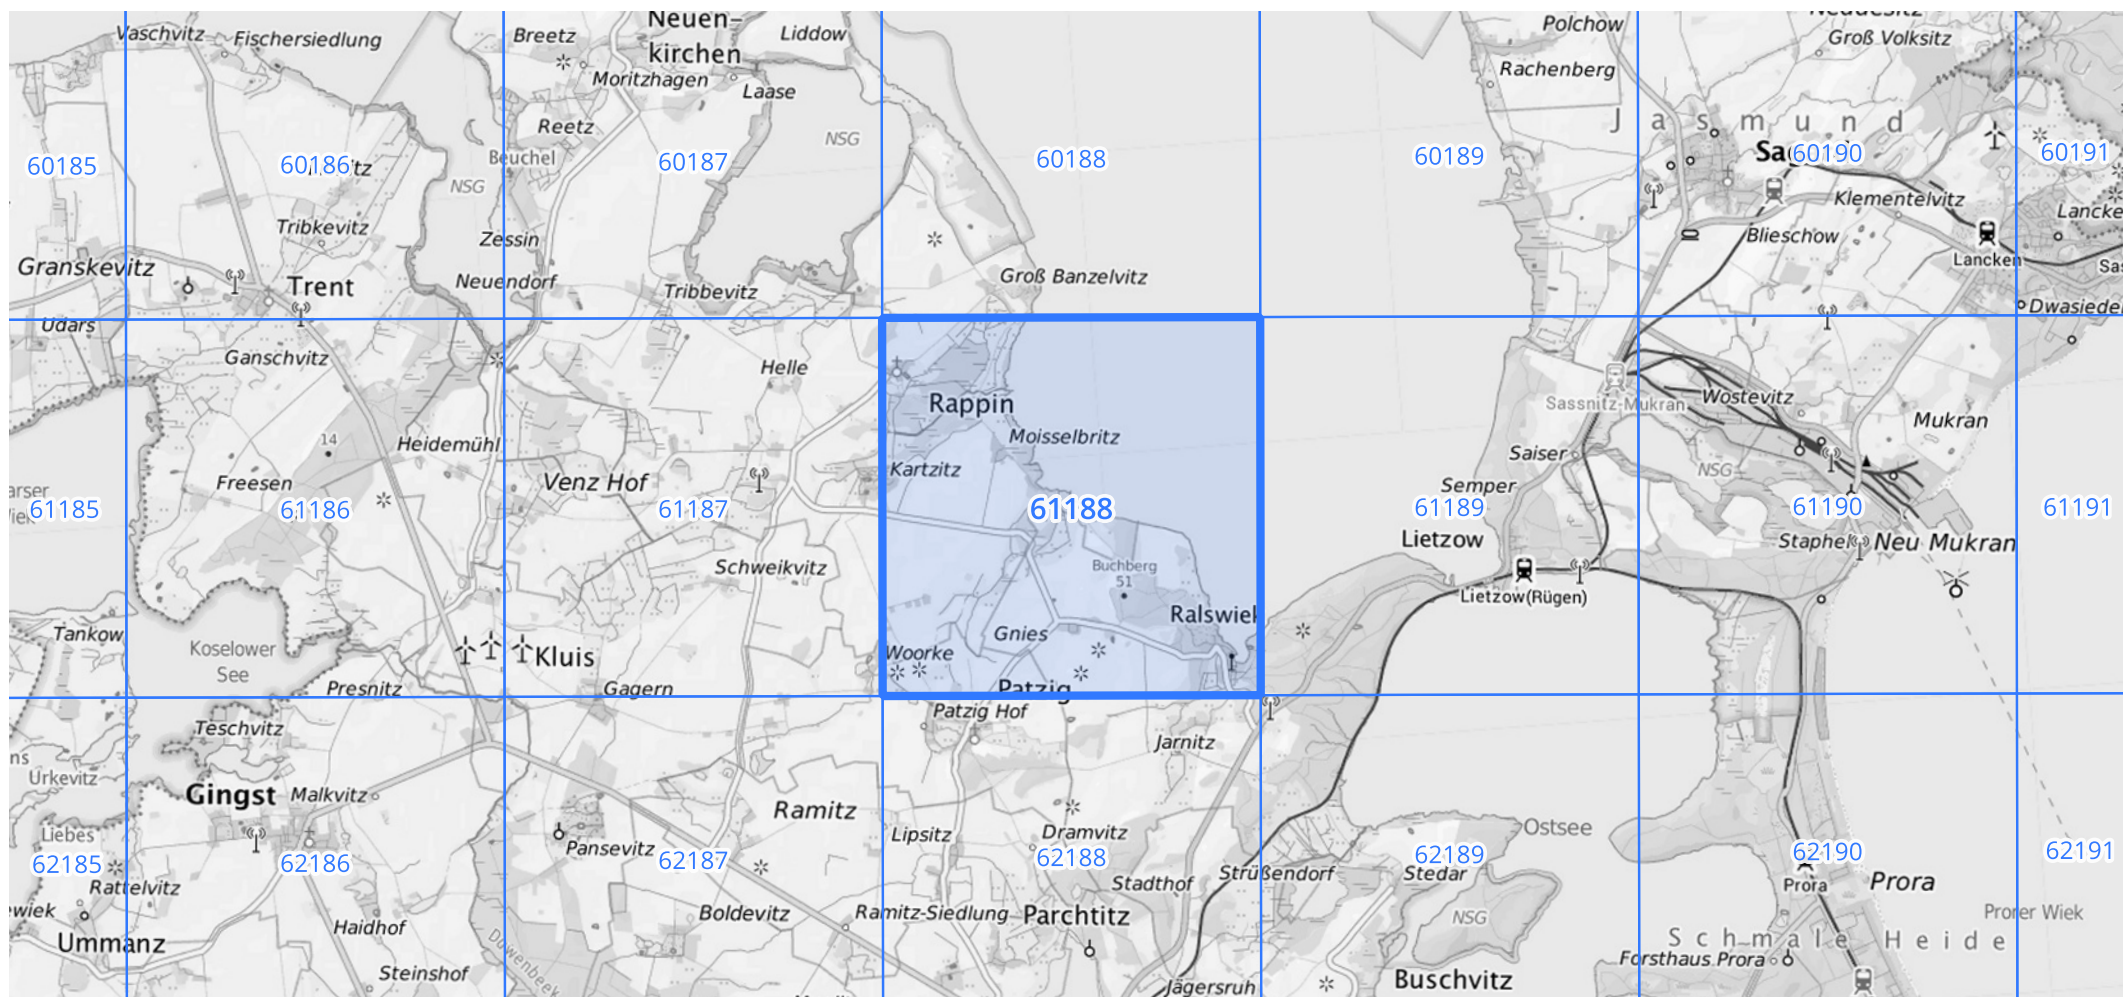 Vaschvitz
Fischersiedlung
Breetz
Neuen-
kirchen
Moritzhagen
Liddow
Laase
Reetz
Beuchel
NSG
NSG
Polchow
Groß Volksitz
Rachenberg
Jasmund
60185
60186
60187
60188
60189
60190
60191
Klementelvitz
Tribkevitz
Zessin
Blieschow
Granskevitz
Trent
Neuendorf
Tribbevitz
Groß Banzelvitz
Lancken
Udars
Dwasieden
Ganschvitz
Helle
Rappin
Sassnitz-Mukran
Wostevitz
Mukran
14
Heidemühl
Moisselbritz
Kartzitz
Saiser
NSG
Freesen
Venz Hof
Semper
61185
61186
61187
61188
61189
61190
61191
Lietzow
Neu Mukran
Schweikvitz
Buchberg
51
Lietzow(Rügen)
Ralswiek
Tankow
Koselower
See
Gnies
Kluis
Woorke
Presnitz
Gagern
Patzig
Patzig Hof
Teschvitz
Jarnitz
Urkevitz
Gingst
Malkvitz
Ramitz
Liebes
Lipsitz
Dramvitz
Ostsee
Pansevitz
62185
62186
62187
62188
62189
62190
62191
Rattelvitz
Stadthof
Strüßendorf
Stedar
Prora
Prora
Boldevitz
Ramitz-Siedlung
Parchtitz
NSG
Prorer Wiek
Haidhof
Ummanz
Schmale Heide
Duwenbeek
Forsthaus Prora
Steinshof
Jägersruh
Buschvitz